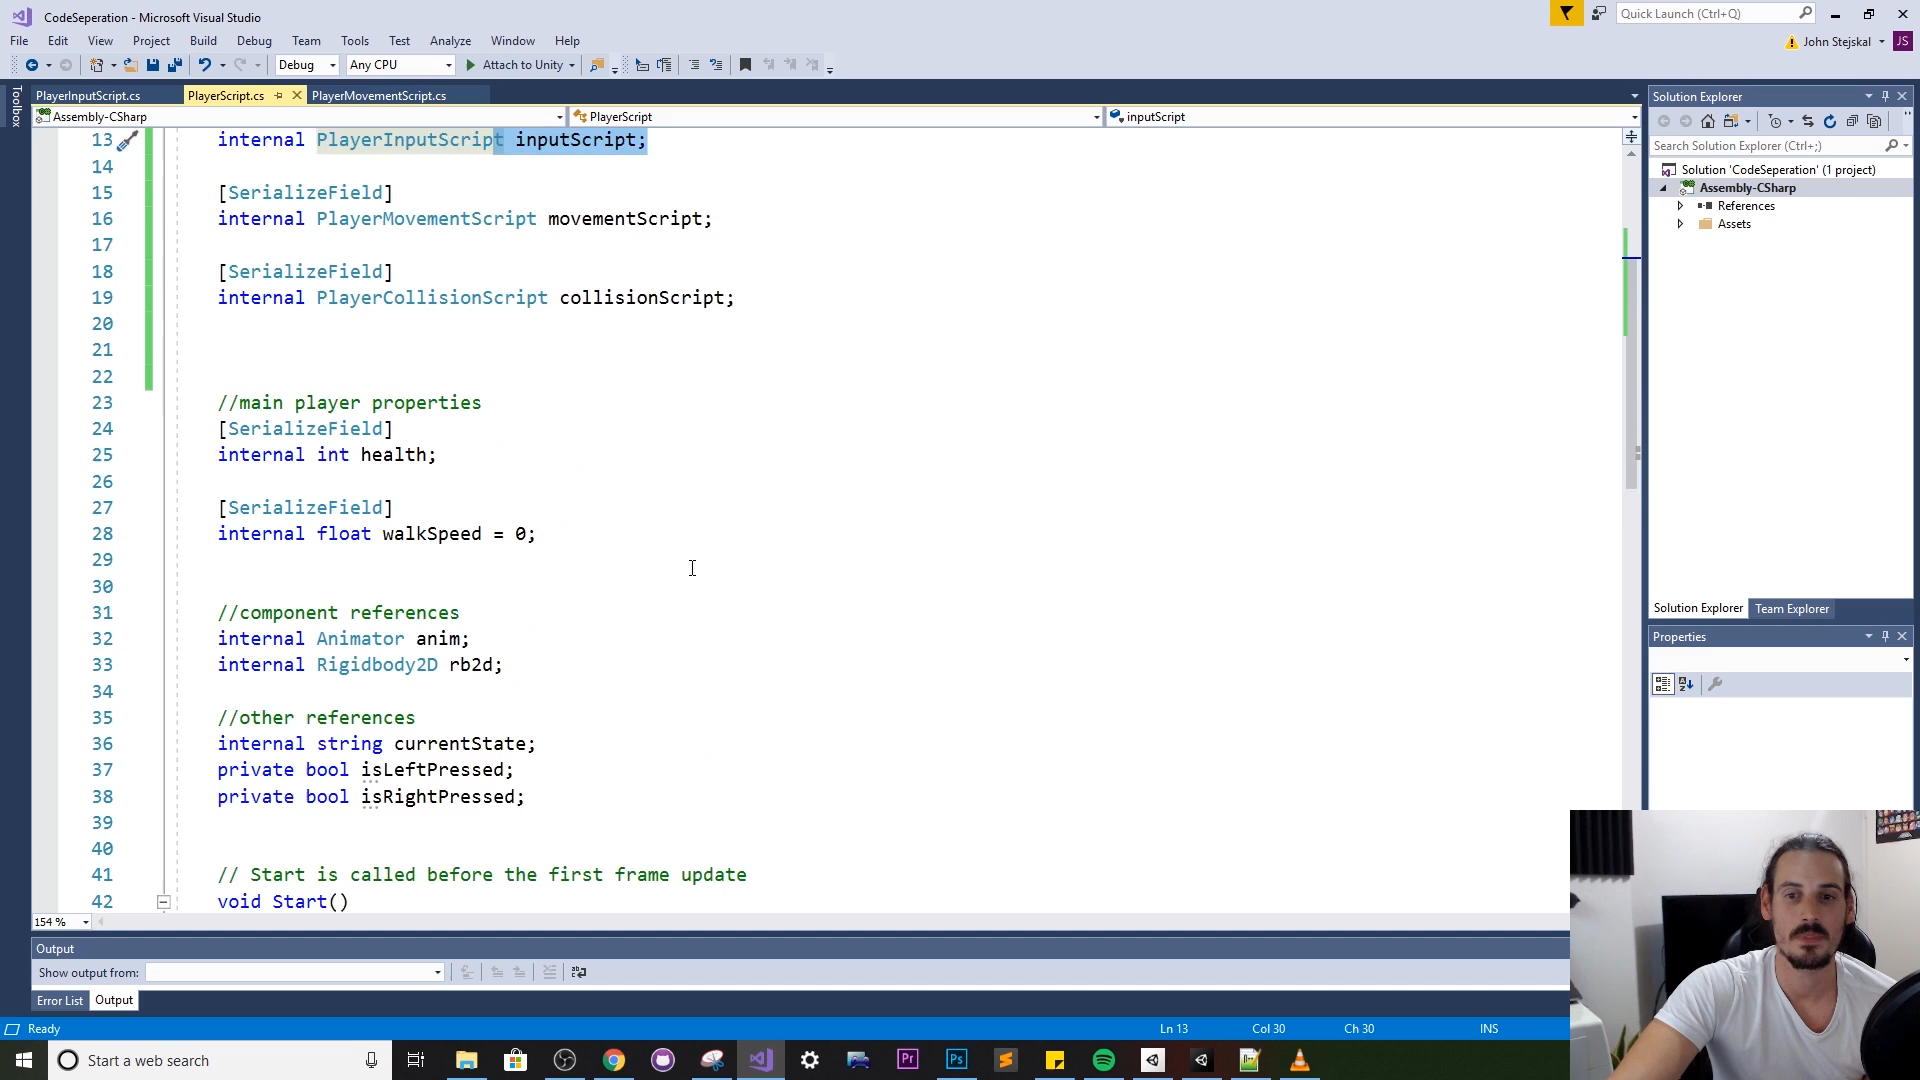 CodeSeperation - Microsoft Visual Studio
Quick Launch (Ctrl+Q)
File Edit View Project Build Debug Team Tools Test Analyze Window Help
John Stejskal
JS
Debug
Any CPU
Attach to Unity
Toolbox
PlayerInputScript.cs
PlayerScript.cs
PlayerMovementScript.cs
Assembly-CSharp
PlayerScript
inputScript
13 internal PlayerInputScript inputScript;
14
15 [SerializeField]
16 internal PlayerMovementScript movementScript;
17
18 [SerializeField]
19 internal PlayerCollisionScript collisionScript;
20
21
22
23 //main player properties
24 [SerializeField]
25 internal int health;
26
27 [SerializeField]
28 internal float walkSpeed = 0;
29
30
31 //component references
32 internal Animator anim;
33 internal Rigidbody2D rb2d;
34
35 //other references
36 internal string currentState;
37 private bool isLeftPressed;
38 private bool isRightPressed;
39
40
41 // Start is called before the first frame update
42 void Start()
154 %
Solution Explorer
Search Solution Explorer (Ctrl+;)
Solution 'CodeSeperation' (1 project)
Assembly-CSharp
References
Assets
Solution Explorer
Team Explorer
Properties
Output
Show output from:
Error List
Output
Ready
Ln 13
Col 30
Ch 30
INS
Start a web search
Pr
Ps